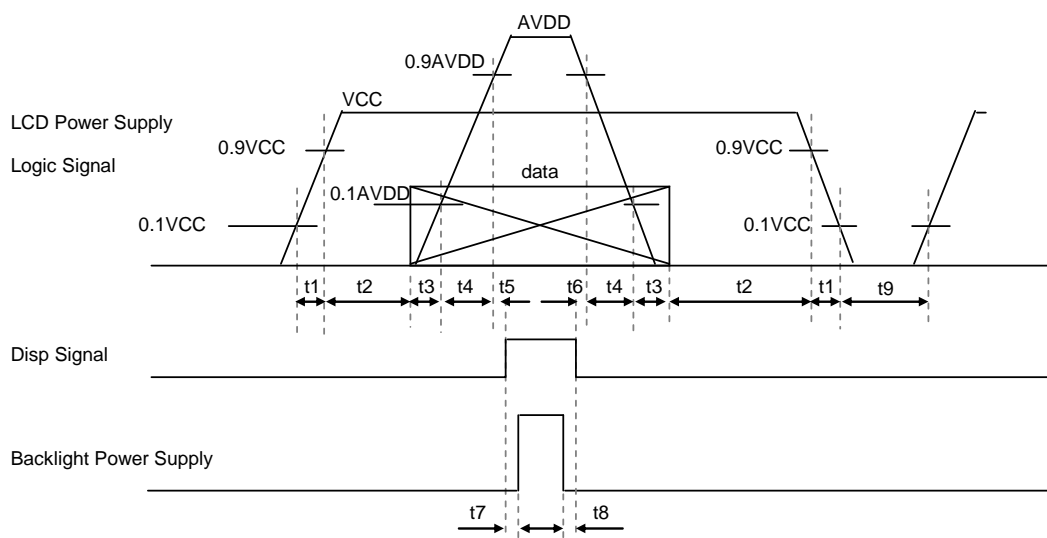 AVDD
0.9AVDD
VCC
LCD Power Supply
0.9VCC
0.9VCC
Logic Signal
data
0.1AVDD
0.1VCC
0.1VCC
t1 t2 t3 t4 t5 t6 t4 t3 t2 t1 t9
Disp Signal
Backlight Power Supply
t7 t8